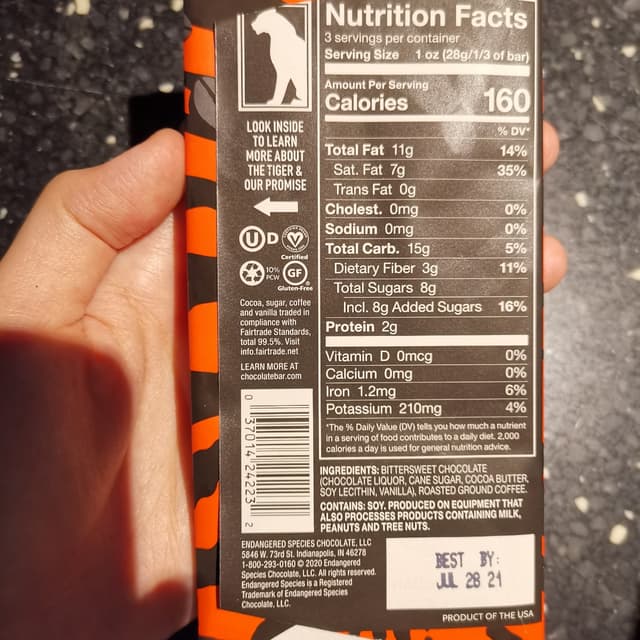 Nutrition Facts
3 servings per container
Serving Size 1 oz (28g/1/3 of bar)
Amount Per Serving
Calories 160
% DV*
Total Fat 11g 14%
Sat. Fat 7g 35%
Trans Fat 0g
Cholest. 0mg 0%
Sodium 0mg 0%
Total Carb. 15g 5%
Dietary Fiber 3g 11%
Total Sugars 8g
Incl. 8g Added Sugars 16%
Protein 2g
Vitamin D 0mcg 0%
Calcium 0mg 0%
Iron 1.2mg 6%
Potassium 210mg 4%
*The % Daily Value (DV) tells you how much a nutrient
in a serving of food contributes to a daily diet. 2,000
calories a day is used for general nutrition advice.
INGREDIENTS: BITTERSWEET CHOCOLATE
(CHOCOLATE LIQUOR, CANE SUGAR, COCOA BUTTER,
SOY LECITHIN, VANILLA), ROASTED GROUND COFFEE.
CONTAINS: SOY. PRODUCED ON EQUIPMENT THAT
ALSO PROCESSES PRODUCTS CONTAINING MILK,
PEANUTS AND TREE NUTS.
LOOK INSIDE
TO LEARN
MORE ABOUT
THE TIGER &
OUR PROMISE
U D V
Certified
10%
PCW
GF
Gluten-Free
Cocoa, sugar, coffee
and vanilla traded in
compliance with
Fairtrade Standards,
total 99.5%. Visit
info.fairtrade.net
LEARN MORE AT
chocolatebar.com
0 37014 24223 2
ENDANGERED SPECIES CHOCOLATE, LLC
5846 W. 73rd St. Indianapolis, IN 46278
1-800-293-0160 © 2020 Endangered
Species Chocolate, LLC. All rights reserved.
Endangered Species is a Registered
Trademark of Endangered Species
Chocolate, LLC.
BEST BY:
JUL 28 21
PRODUCT OF THE USA